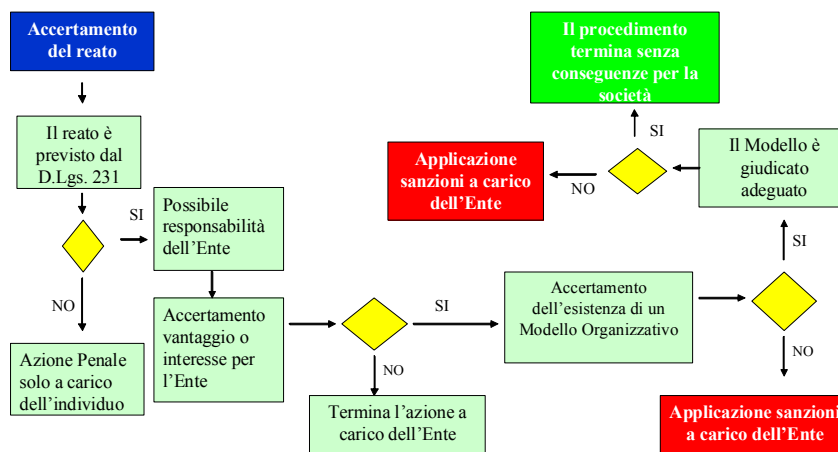 Accertamento
del reato
Il reato è
previsto dal
D.Lgs. 231
SI
NO
Azione Penale
solo a carico
dell'individuo
Possibile
responsabilità
dell'Ente
Accertamento
vantaggio o
interesse per
l'Ente
SI
NO
Termina l'azione a
carico dell'Ente
Accertamento
dell'esistenza di un
Modello Organizzativo
SI
NO
Applicazione sanzioni
a carico dell'Ente
Il Modello è
giudicato
adeguato
SI
NO
Il procedimento
termina senza
conseguenze per la
società
Applicazione
sanzioni a carico
dell'Ente